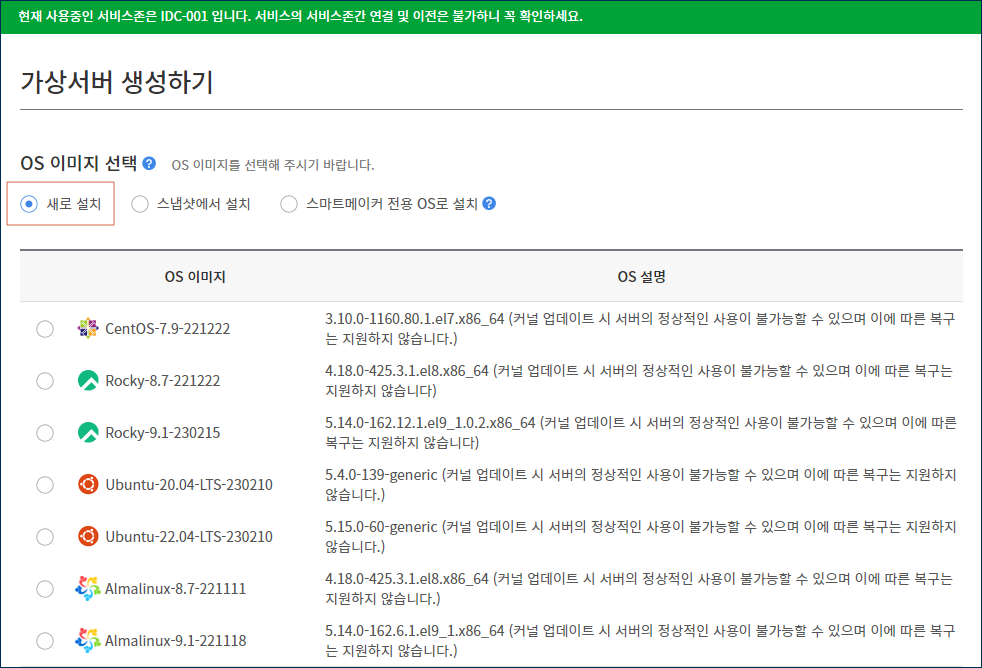 현재 사용중인 서비스존은 IDC-001 입니다. 서비스의 서비스존간 연결 및 이전은 불가하니 꼭 확인하세요.
가상서버 생성하기
OS 이미지 선택 ? OS 이미지를 선택해 주시기 바랍니다.
새로 설치 스냅샷에서 설치 스마트메이커 전용 OS로 설치 ?
OS 이미지 OS 설명
CentOS-7.9-221222 3.10.0-1160.80.1.el7.x86_64 (커널 업데이트 시 서버의 정상적인 사용이 불가능할 수 있으며 이에 따른 복구
는 지원하지 않습니다.)
Rocky-8.7-221222 4.18.0-425.3.1.el8.x86_64 (커널 업데이트 시 서버의 정상적인 사용이 불가능할 수 있으며 이에 따른 복구는
지원하지 않습니다)
Rocky-9.1-230215 5.14.0-162.12.1.el9_1.0.2.x86_64 (커널 업데이트 시 서버의 정상적인 사용이 불가능할 수 있으며 이에 따른
복구는 지원하지 않습니다)
Ubuntu-20.04-LTS-230210 5.4.0-139-generic (커널 업데이트 시 서버의 정상적인 사용이 불가능할 수 있으며 이에 따른 복구는 지원하지
않습니다.)
Ubuntu-22.04-LTS-230210 5.15.0-60-generic (커널 업데이트 시 서버의 정상적인 사용이 불가능할 수 있으며 이에 따른 복구는 지원하지
않습니다.)
Almalinux-8.7-221111 4.18.0-425.3.1.el8.x86_64 (커널 업데이트 시 서버의 정상적인 사용이 불가능할 수 있으며 이에 따른 복구는
지원하지 않습니다.)
Almalinux-9.1-221118 5.14.0-162.6.1.el9_1.x86_64 (커널 업데이트 시 서버의 정상적인 사용이 불가능할 수 있으며 이에 따른 복구
는 지원하지 않습니다.)